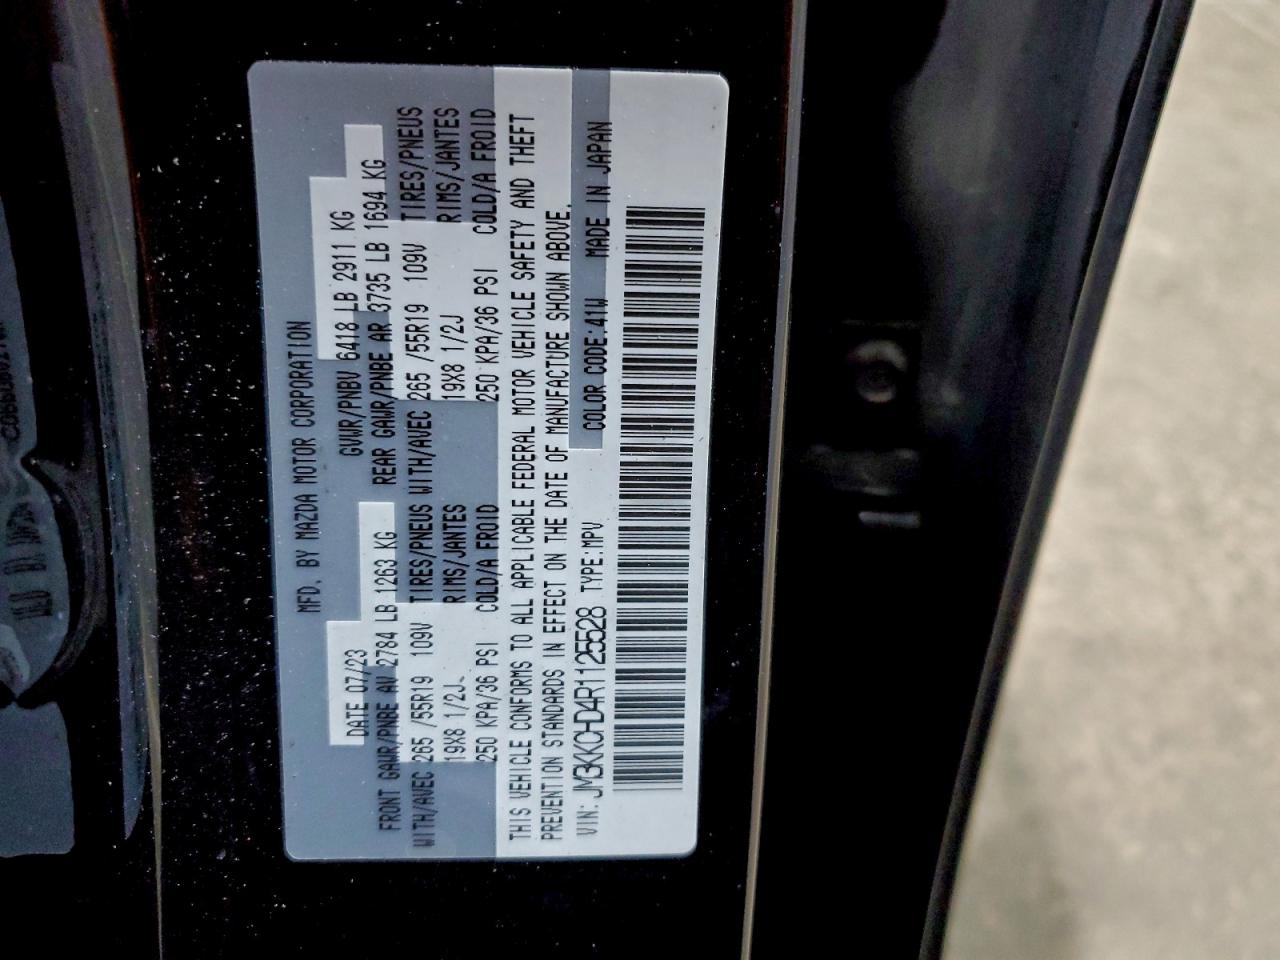 MFD. BY MAZDA MOTOR CORPORATION
DATE 07/23 GVWR/PNBV 6418 LB 2911 KG
FRONT GAWR/PNBE AV 2784 LB 1263 KG REAR GAWR/PNBE AR 3735 LB 1694 KG
WITH/AVEC 265 /55R19 109V TIRES/PNEUS WITH/AVEC 265 /55R19 109V TIRES/PNEUS
19X8 1/2J RIMS/JANTES 19X8 1/2J RIMS/JANTES
250 KPA/36 PSI COLD/A FROID 250 KPA/36 PSI COLD/A FROID
THIS VEHICLE CONFORMS TO ALL APPLICABLE FEDERAL MOTOR VEHICLE SAFETY AND THEFT
PREVENTION STANDARDS IN EFFECT ON THE DATE OF MANUFACTURE SHOWN ABOVE.
VIN: JM3KKCHD4R1125528 TYPE:MPV COLOR CODE:41W MADE IN JAPAN